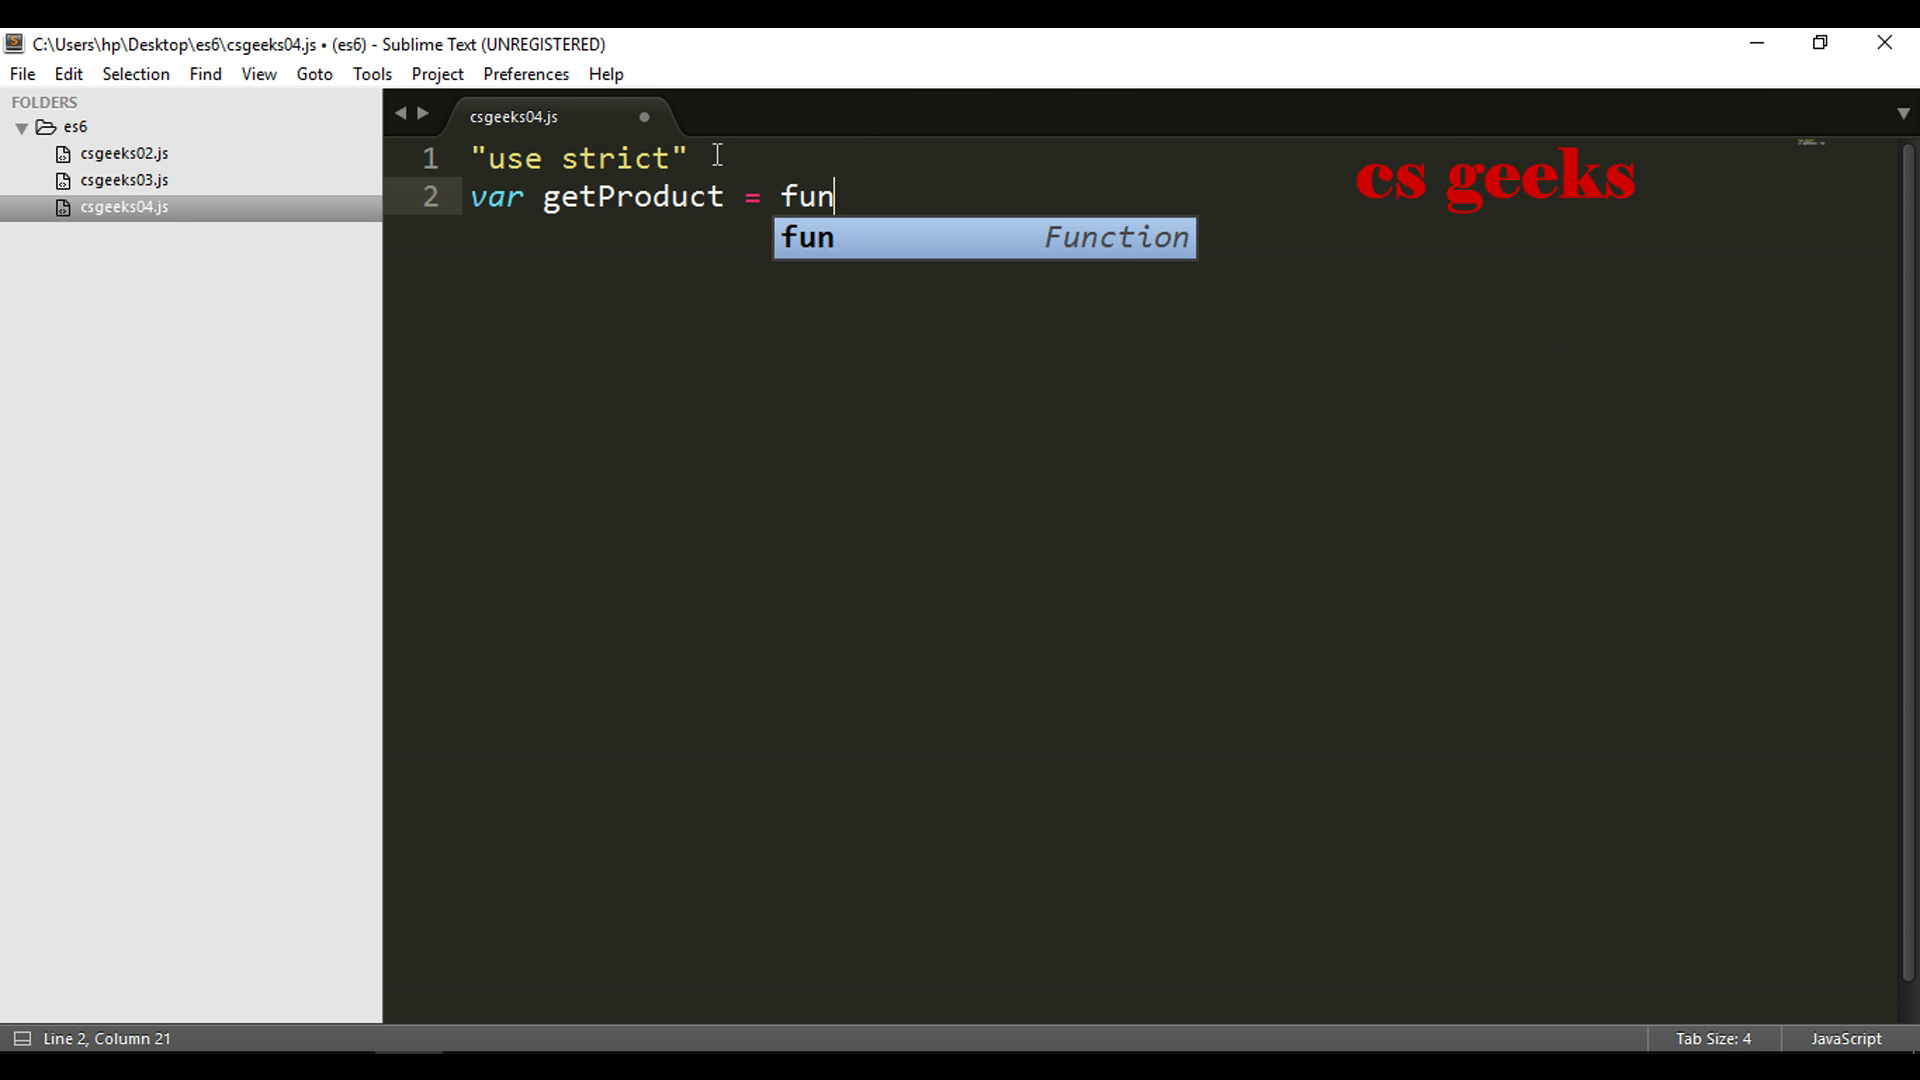 C:\Users\hp\Desktop\es6\csgeeks04.js • (es6) - Sublime Text (UNREGISTERED)
File Edit Selection Find View Goto Tools Project Preferences Help
FOLDERS
es6
csgeeks02.js
csgeeks03.js
csgeeks04.js
csgeeks04.js
1 "use strict"
2 var getProduct = fun
fun Function
cs geeks
Line 2, Column 21
Tab Size: 4
JavaScript